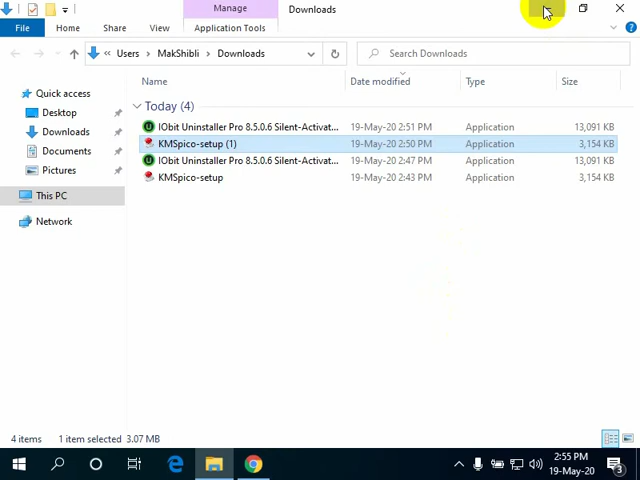 Manage
Downloads
File
Home
Share
View
Application Tools
« Users > MakShibli > Downloads
Search Downloads
Name
Date modified
Type
Size
Quick access
Desktop
Downloads
Documents
Pictures
This PC
Network
Today (4)
IObit Uninstaller Pro 8.5.0.6 Silent-Activat... 19-May-20 2:51 PM Application 13,091 KB
KMSpico-setup (1) 19-May-20 2:50 PM Application 3,154 KB
IObit Uninstaller Pro 8.5.0.6 Silent-Activat... 19-May-20 2:47 PM Application 13,091 KB
KMSpico-setup 19-May-20 2:43 PM Application 3,154 KB
4 items 1 item selected 3.07 MB
2:55 PM
19-May-20
3